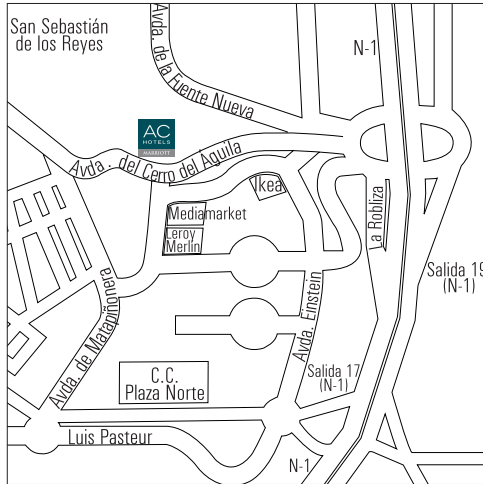 San Sebastián
de los Reyes
Avda. de la Fuente Nueva
N-1
AC
HOTELS
MARRIOTT
Avda. del Cerro del Águila
Ikea
Mediamarket
Leroy
Merlín
La Robliza
Salida 19
(N-1)
Avda. de Matapiñonera
Avda. Einstein
C.C.
Plaza Norte
Salida 17
(N-1)
Luis Pasteur
N-1